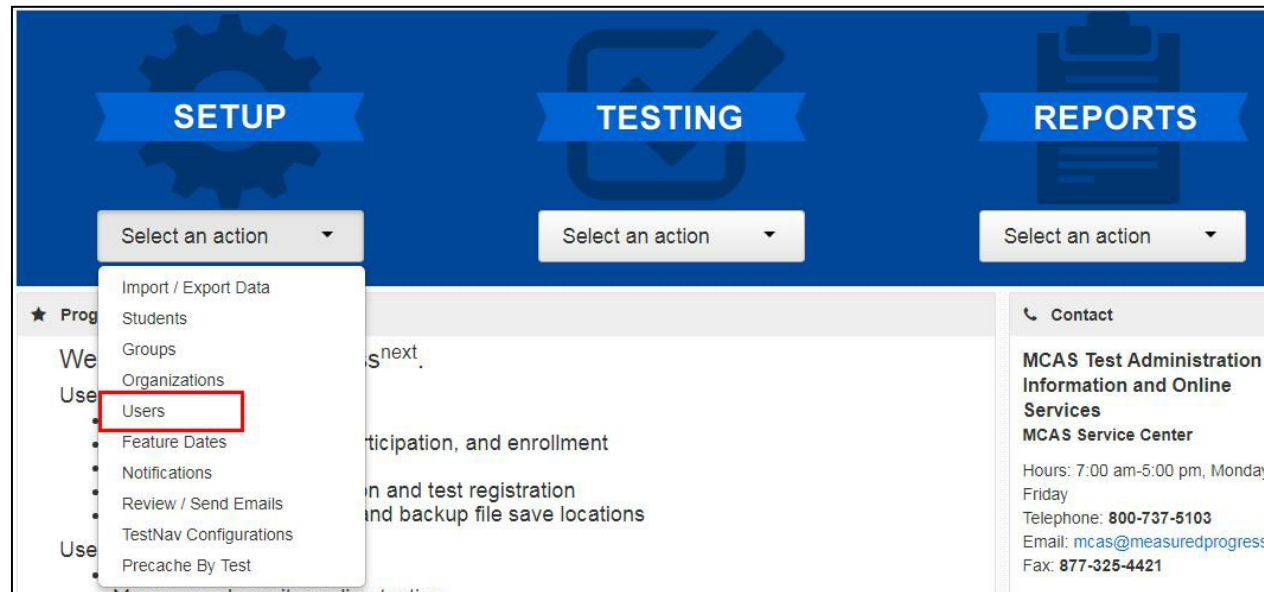 SETUP
TESTING
REPORTS
Select an action
Select an action
Select an action
Import / Export Data
Students
Groups
Organizations
Users
Feature Dates
Notifications
Review / Send Emails
TestNav Configurations
Precache By Test
Prog
We snext.
Use
rticipation, and enrollment
n and test registration
and backup file save locations
Use
Contact
MCAS Test Administration
Information and Online
Services
MCAS Service Center
Hours: 7:00 am-5:00 pm, Monday
Friday
Telephone: 800-737-5103
Email: mcas@measuredprogress
Fax: 877-325-4421